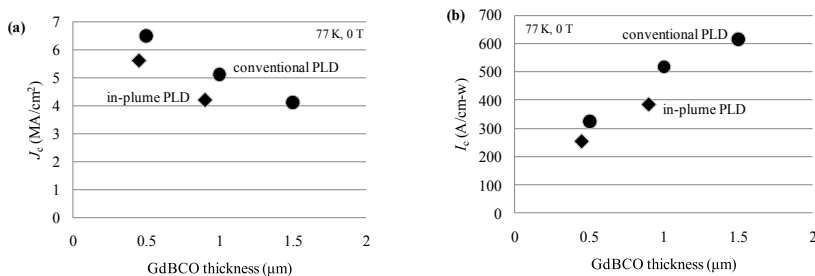 (a)
7
6
5
4
3
2
1
0
Jc (MA/cm²)
77 K, 0 T
conventional PLD
in-plume PLD
0 0.5 1 1.5 2
GdBCO thickness (μm)
(b)
700
600
500
400
300
200
100
0
Ic (A/cm-w)
77 K, 0 T
conventional PLD
in-plume PLD
0 0.5 1 1.5 2
GdBCO thickness (μm)